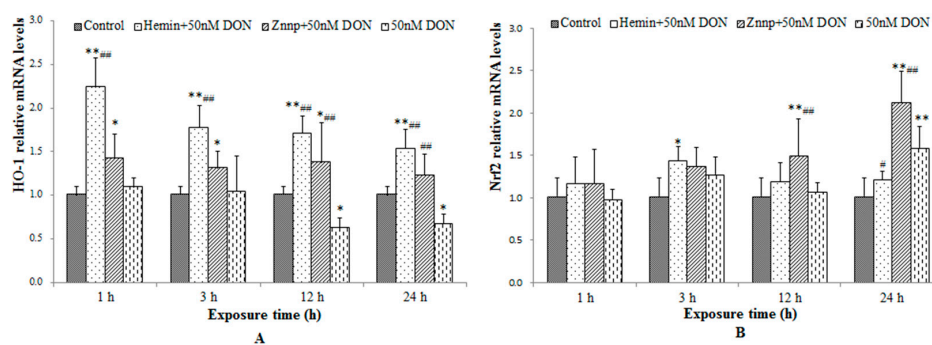 Control Hemin+50nM DON Znnp+50nM DON 50nM DON
HO-1 relative mRNA levels
3.0
2.5
2.0
1.5
1.0
0.5
0.0
**## * **## * **## *## * **## ## *
1 h 3 h 12 h 24 h
Exposure time (h)
A
Control Hemin+50nM DON Znnp+50nM DON 50nM DON
Nrf2 relative mRNA levels
3.0
2.5
2.0
1.5
1.0
0.5
0.0
* **## # **## **
1 h 3 h 12 h 24 h
Exposure time (h)
B